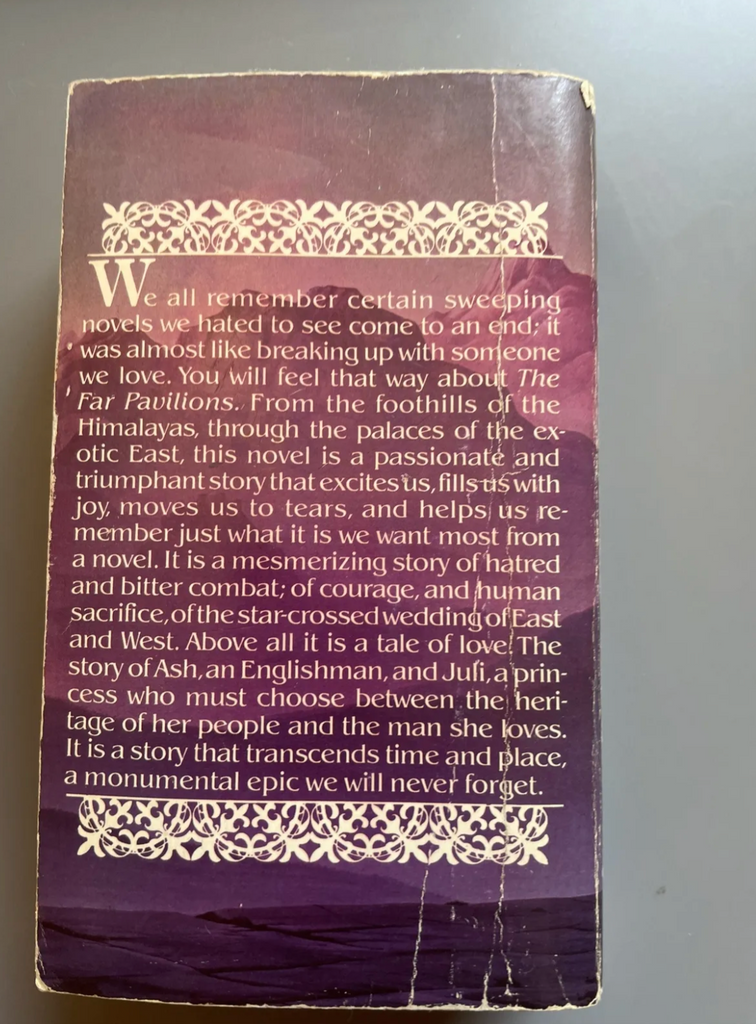 We all remember certain sweeping
novels we hated to see come to an end; it
was almost like breaking up with someone
we love. You will feel that way about The
Far Pavilions. From the foothills of the
Himalayas, through the palaces of the ex-
otic East, this novel is a passionate and
triumphant story that excites us, fills us with
joy, moves us to tears, and helps us re-
member just what it is we want most from
a novel. It is a mesmerizing story of hatred
and bitter combat; of courage, and human
sacrifice, of the star-crossed wedding of East
and West. Above all it is a tale of love. The
story of Ash, an Englishman, and Juli, a prin-
cess who must choose between the heri-
tage of her people and the man she loves.
It is a story that transcends time and place,
a monumental epic we will never forget.